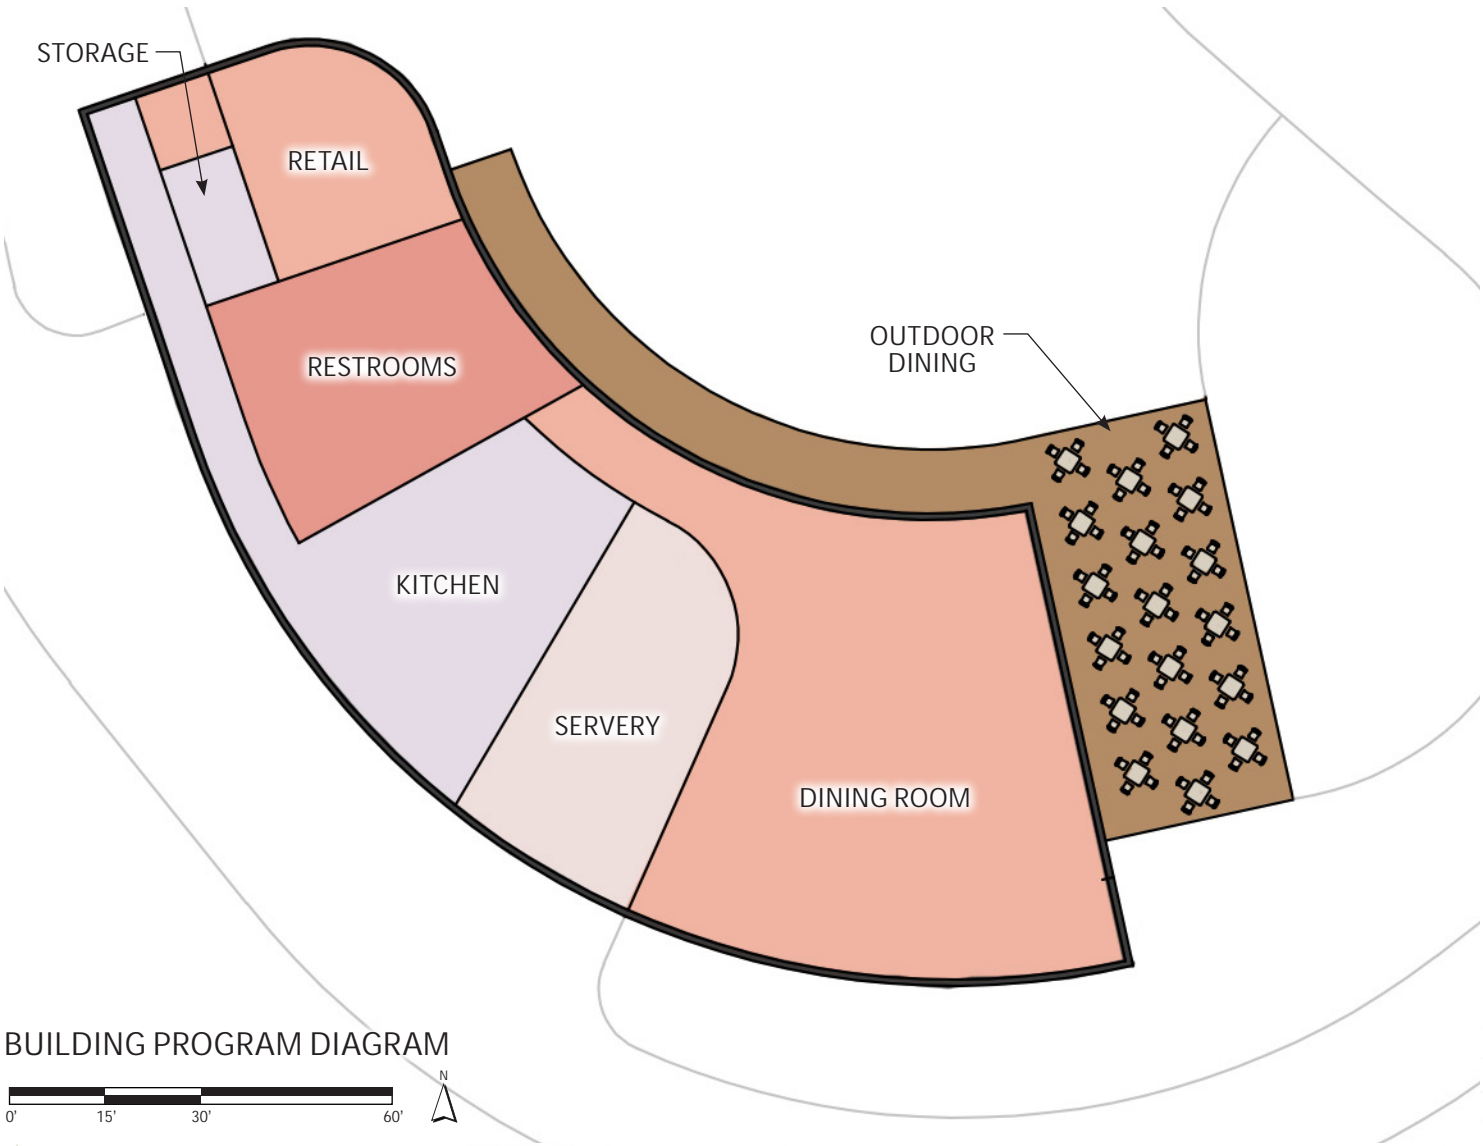 STORAGE
RETAIL
RESTROOMS
OUTDOOR
DINING
KITCHEN
SERVERY
DINING ROOM
BUILDING PROGRAM DIAGRAM
N
0' 15' 30' 60'